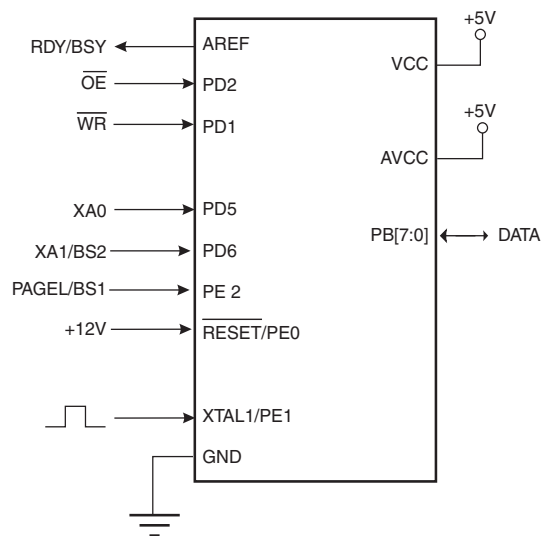 +5V
RDY/BSY
AREF
VCC
OE
PD2
WR
PD1
+5V
AVCC
XA0
PD5
PB[7:0]
DATA
XA1/BS2
PD6
PAGEL/BS1
PE 2
+12V
RESET/PE0
XTAL1/PE1
GND